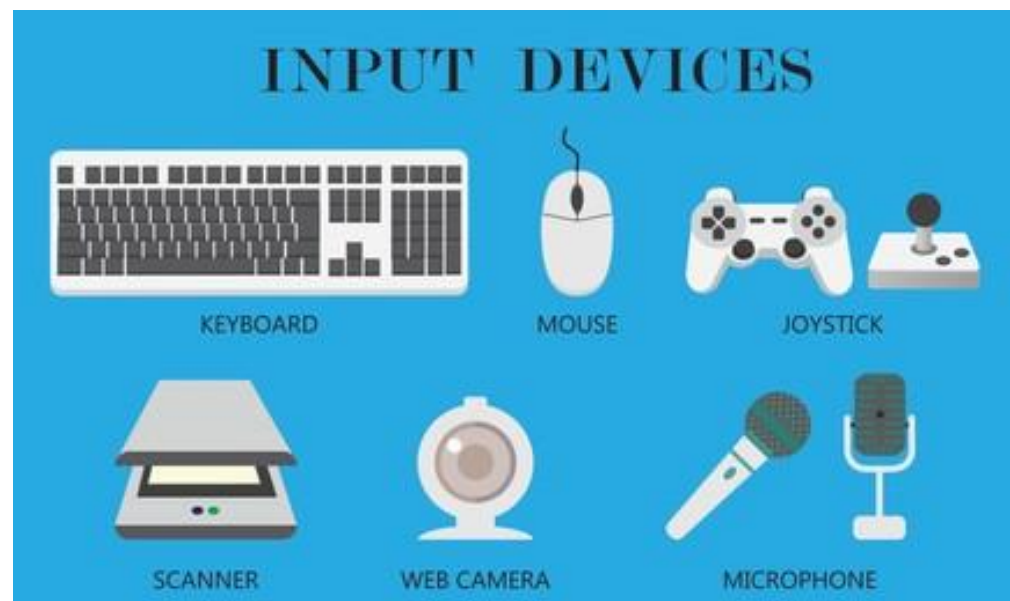 INPUT DEVICES
KEYBOARD
MOUSE
JOYSTICK
SCANNER
WEB CAMERA
MICROPHONE